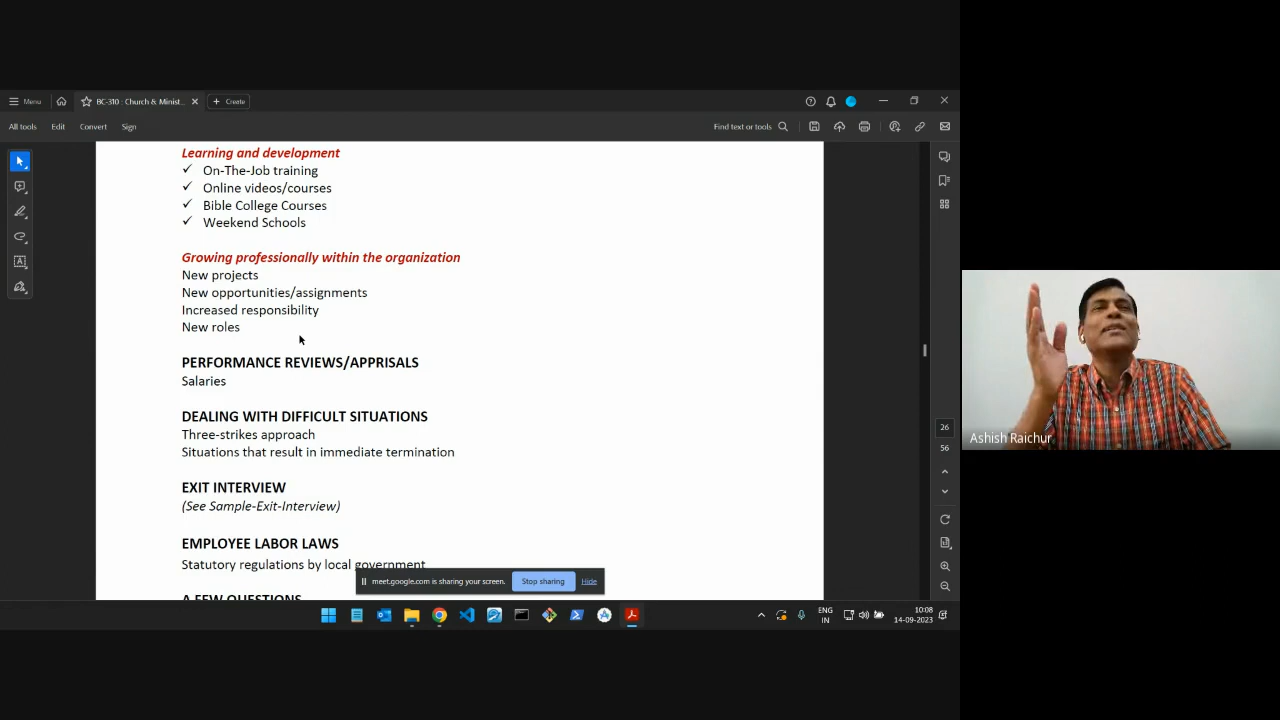 Menu
BC-310 : Church & Minist...
Create
All tools
Edit
Convert
Sign
Find text or tools
Learning and development
✓ On-The-Job training
✓ Online videos/courses
✓ Bible College Courses
✓ Weekend Schools
Growing professionally within the organization
New projects
New opportunities/assignments
Increased responsibility
New roles
PERFORMANCE REVIEWS/APPRISALS
Salaries
DEALING WITH DIFFICULT SITUATIONS
Three-strikes approach
Situations that result in immediate termination
EXIT INTERVIEW
(See Sample-Exit-Interview)
EMPLOYEE LABOR LAWS
Statutory regulations by local government
A FEW QUESTIONS
26
56
Ashish Raichur
meet.google.com is sharing your screen.
Stop sharing
Hide
ENG
IN
10:08
14-09-2023